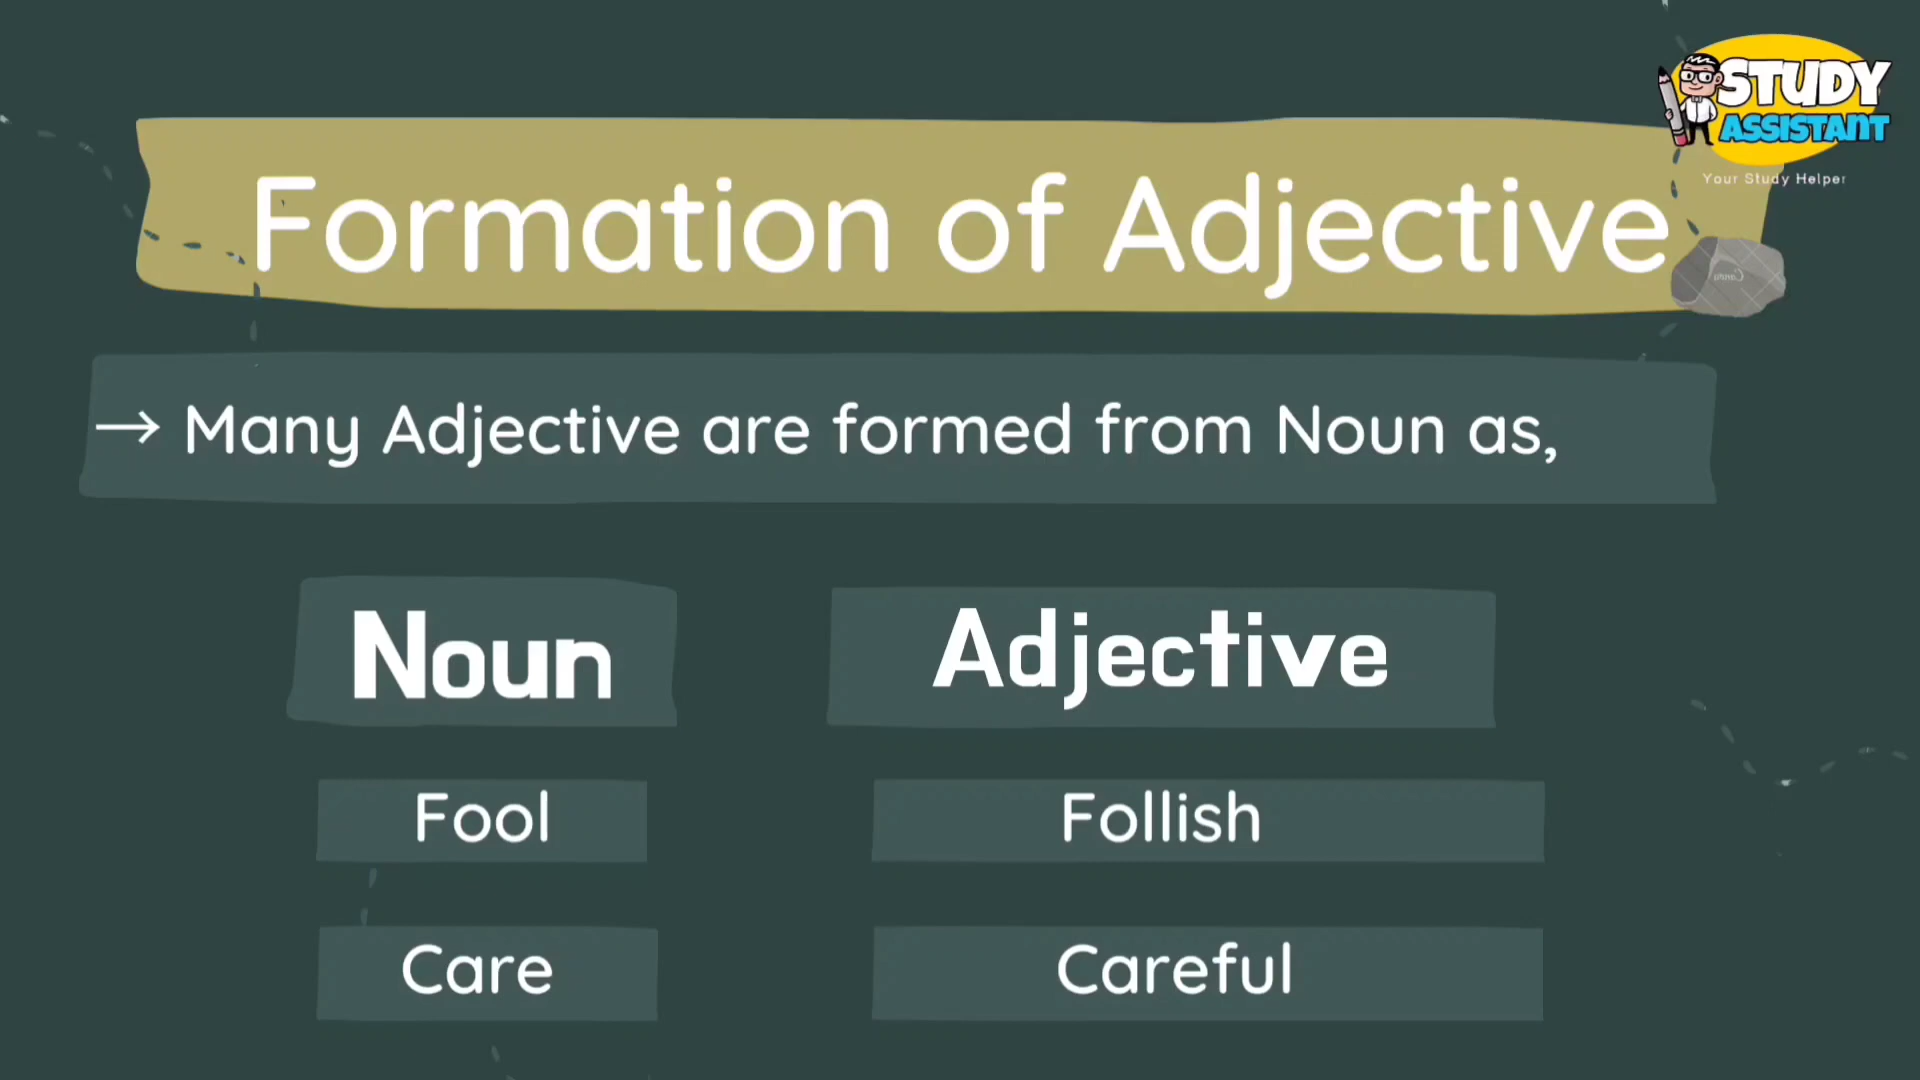 STUDY
ASSISTANT
Your Study Helper
Formation of Adjective
Canva
→ Many Adjective are formed from Noun as,
Noun Adjective
Fool Follish
Care Careful